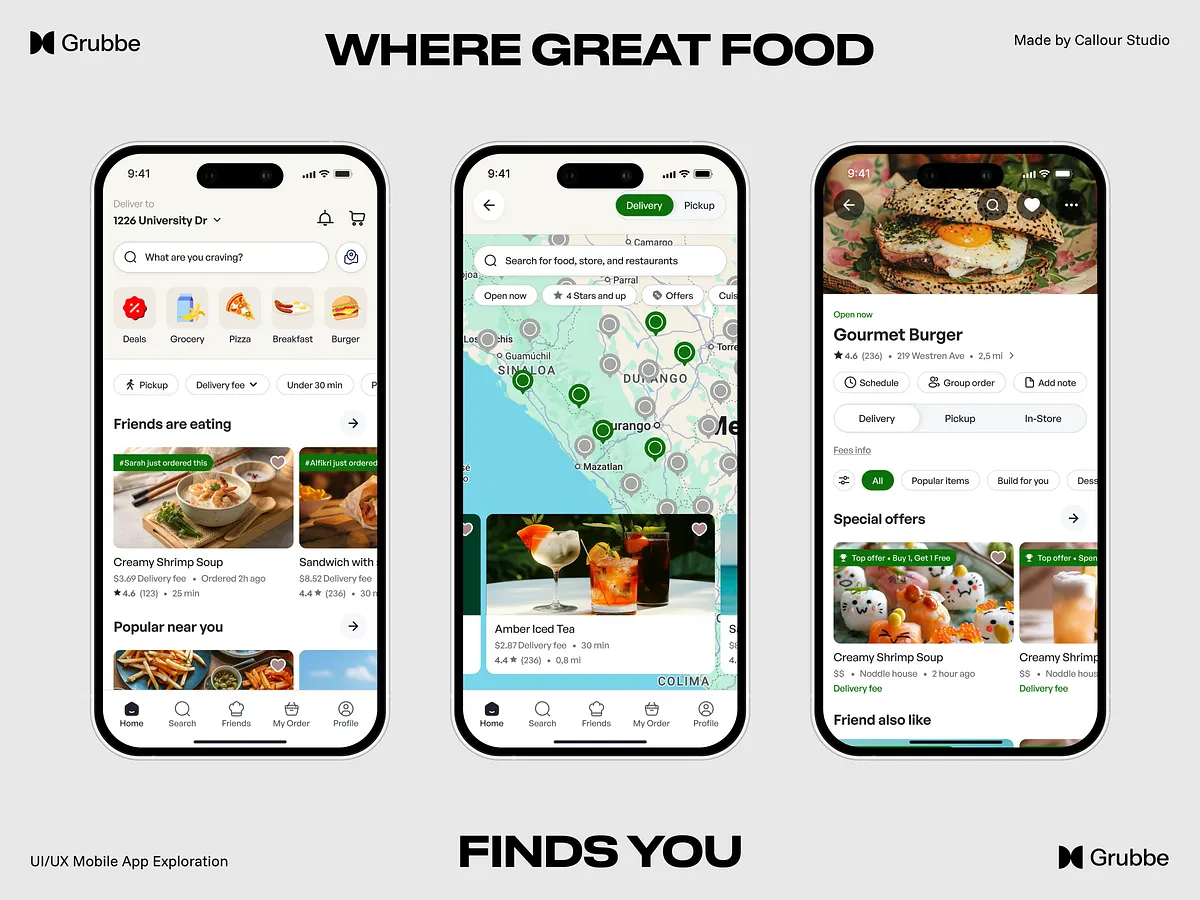 Grubbe
WHERE GREAT FOOD
Made by Callour Studio
9:41
Deliver to
1226 University Dr
What are you craving?
Deals
Grocery
Pizza
Breakfast
Burger
Pickup
Delivery fee
Under 30 min
P
Friends are eating
#Sarah just ordered this
#Alfikri just ordered
Creamy Shrimp Soup
$3.69 Delivery fee • Ordered 2h ago
4.6 (123) • 25 min
Sandwich with
$8.52 Delivery fee
4.4 (236) • 30 m
Popular near you
Home
Search
Friends
My Order
Profile
9:41
Delivery
Pickup
Camargo
Search for food, store, and restaurants
Parral
Open now
4 Stars and up
Offers
Cuis
Los
chis
Torre
Guamúchil
SINALOA
DURANGO
urango
Me
Mazatlan
Amber Iced Tea
$2.87 Delivery fee • 30 min
4.4 (236) • 0,8 mi
COLIMA
Home
Search
Friends
My Order
Profile
9:41
Open now
Gourmet Burger
4.6 (236) • 219 Westren Ave • 2,5 mi
Schedule
Group order
Add note
Delivery
Pickup
In-Store
Fees info
All
Popular items
Build for you
Dess
Special offers
Top offer • Buy 1, Get 1 Free
Top offer • Spen
Creamy Shrimp Soup
$$ • Noddle house • 2 hour ago
Delivery fee
Creamy Shrimp
$$ • Noddle hous
Delivery fee
Friend also like
UI/UX Mobile App Exploration
FINDS YOU
Grubbe